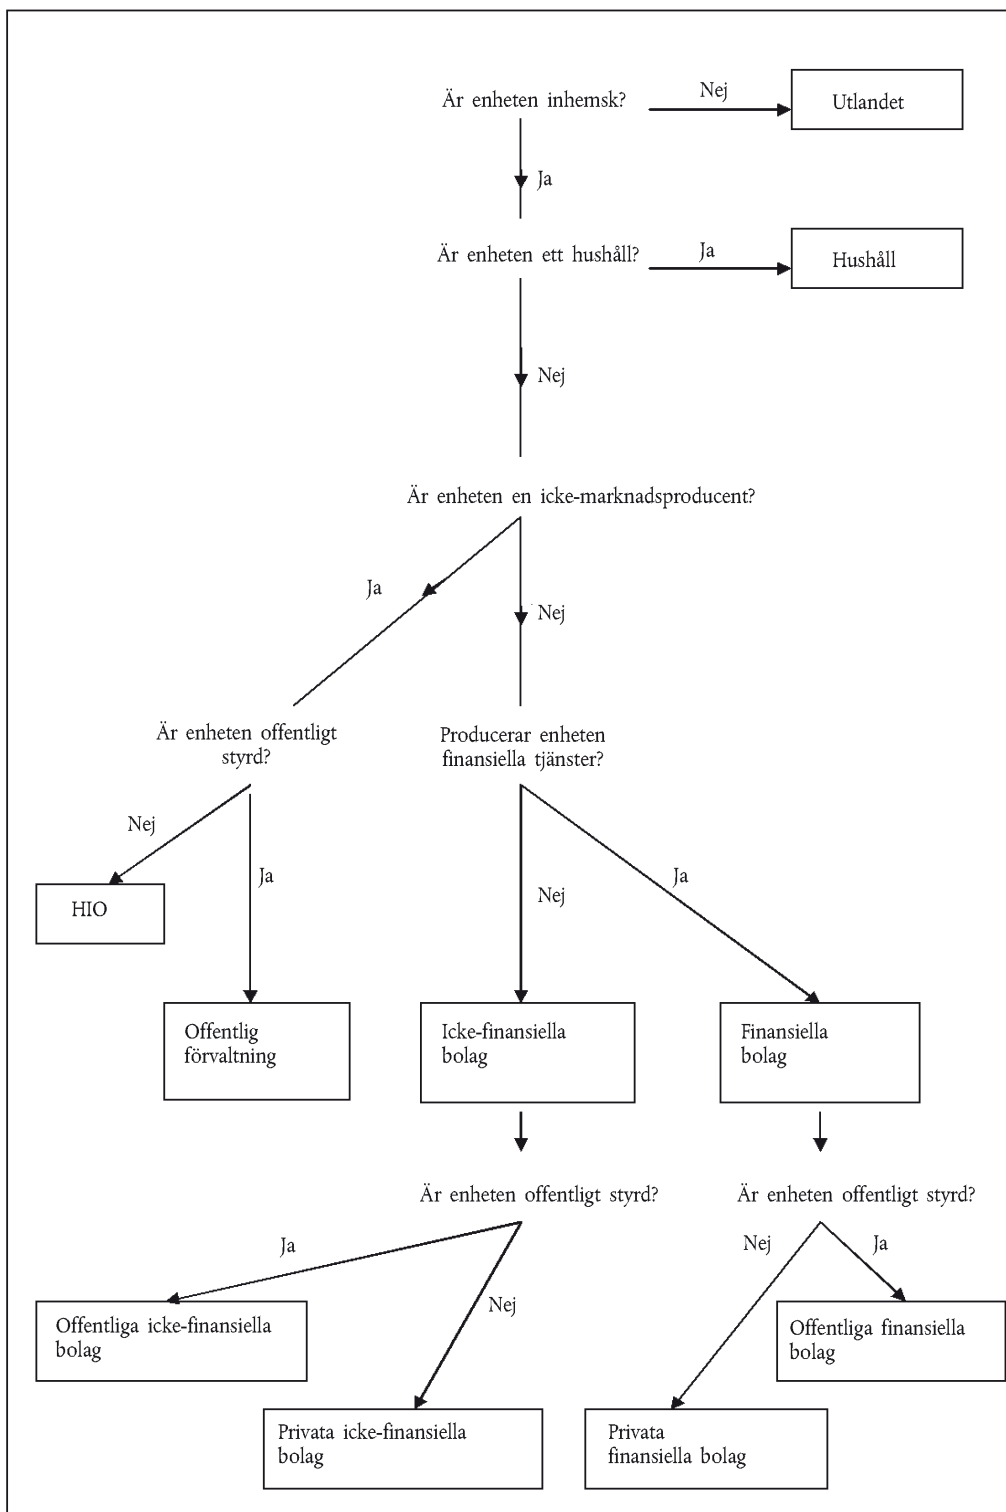 Är enheten inhemsk?
Nej
Utlandet
Ja
Är enheten ett hushåll?
Ja
Hushåll
Nej
Är enheten en icke-marknadsproducent?
Ja
Nej
Är enheten offentligt
styrd?
Producerar enheten
finansiella tjänster?
Nej
Ja
Nej
Ja
HIO
Offentlig
förvaltning
Icke-finansiella
bolag
Finansiella
bolag
Är enheten offentligt styrd?
Är enheten offentligt styrd?
Ja
Nej
Nej
Ja
Offentliga icke-finansiella
bolag
Offentliga finansiella
bolag
Privata icke-finansiella
bolag
Privata
finansiella bolag